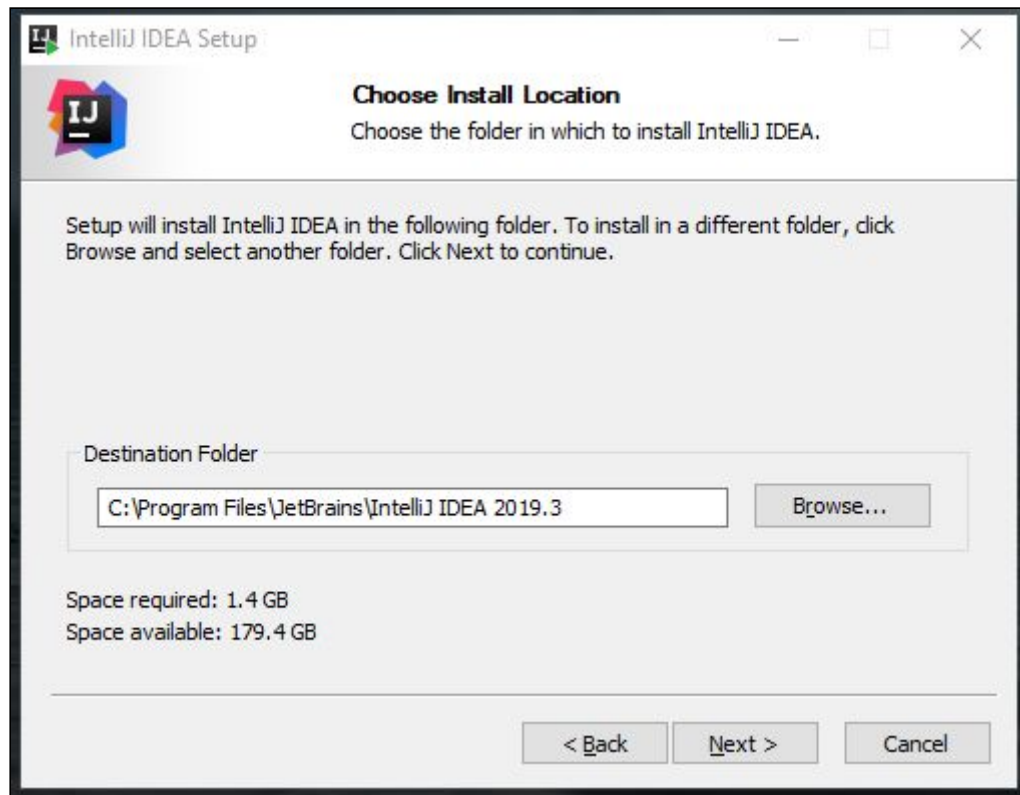 IntelliJ IDEA Setup
IJ
Choose Install Location
Choose the folder in which to install IntelliJ IDEA.
Setup will install IntelliJ IDEA in the following folder. To install in a different folder, click
Browse and select another folder. Click Next to continue.
Destination Folder
C:\Program Files\JetBrains\IntelliJ IDEA 2019.3
Browse...
Space required: 1.4 GB
Space available: 179.4 GB
< Back
Next >
Cancel